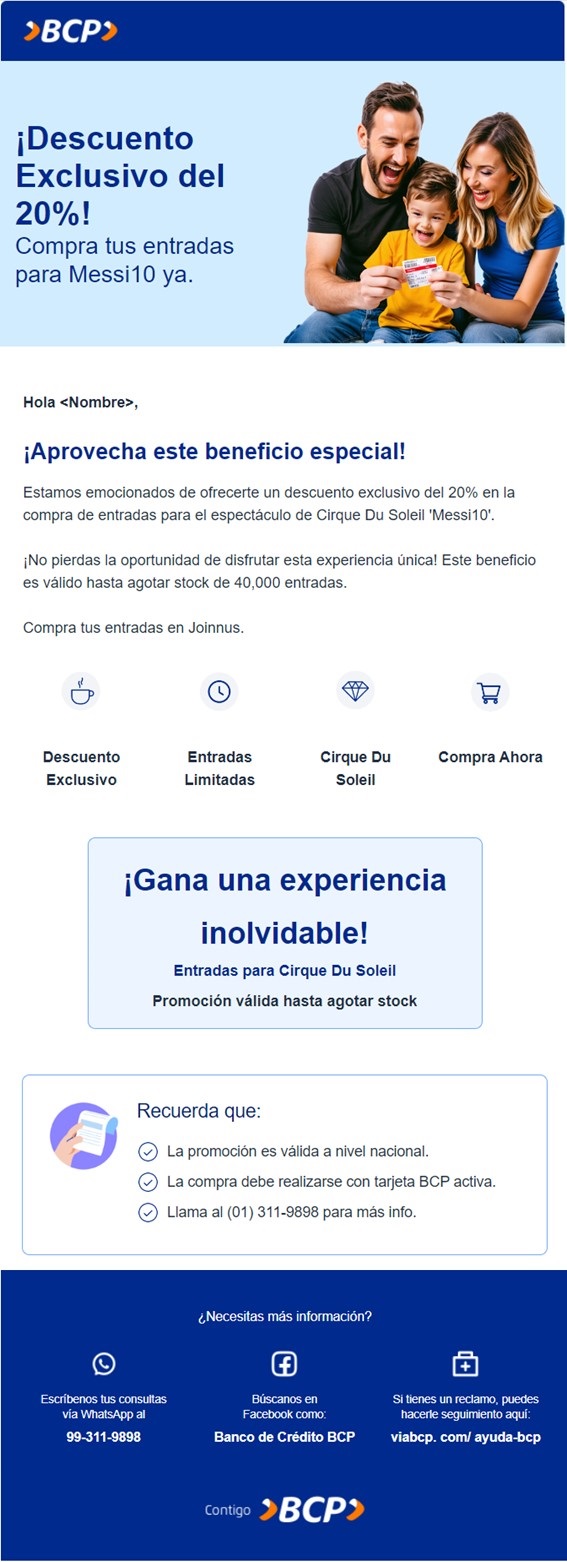 BCP
¡Descuento
Exclusivo del
20%!
Compra tus entradas
para Messi10 ya.
Hola <Nombre>,
¡Aprovecha este beneficio especial!
Estamos emocionados de ofrecerte un descuento exclusivo del 20% en la
compra de entradas para el espectáculo de Cirque Du Soleil 'Messi10'.
¡No pierdas la oportunidad de disfrutar esta experiencia única! Este beneficio
es válido hasta agotar stock de 40,000 entradas.
Compra tus entradas en Joinnus.
Descuento
Exclusivo
Entradas
Limitadas
Cirque Du
Soleil
Compra Ahora
¡Gana una experiencia
inolvidable!
Entradas para Cirque Du Soleil
Promoción válida hasta agotar stock
Recuerda que:
La promoción es válida a nivel nacional.
La compra debe realizarse con tarjeta BCP activa.
Llama al (01) 311-9898 para más info.
¿Necesitas más información?
Escríbenos tus consultas
vía WhatsApp al
99-311-9898
Búscanos en
Facebook como:
Banco de Crédito BCP
Si tienes un reclamo, puedes
hacerle seguimiento aquí:
viabcp. com/ ayuda-bcp
Contigo BCP